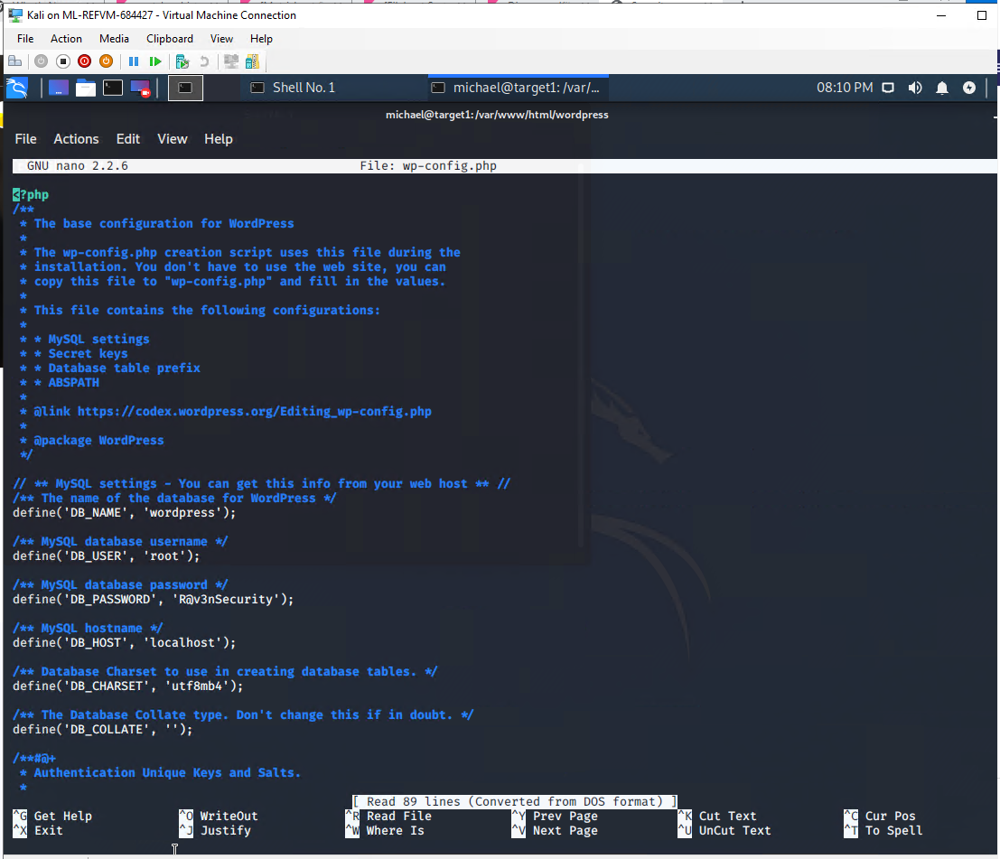 Kali on ML-REFVM-684427 - Virtual Machine Connection
File Action Media Clipboard View Help
Shell No. 1
michael@target1: /var/...
08:10 PM
michael@target1: /var/www/html/wordpress
File Actions Edit View Help
GNU nano 2.2.6 File: wp-config.php
<?php
/**
* The base configuration for WordPress
*
* The wp-config.php creation script uses this file during the
* installation. You don't have to use the web site, you can
* copy this file to "wp-config.php" and fill in the values.
*
* This file contains the following configurations:
*
* * MySQL settings
* * Secret keys
* * Database table prefix
* * ABSPATH
*
* @link https://codex.wordpress.org/Editing_wp-config.php
*
* @package WordPress
*/
// ** MySQL settings - You can get this info from your web host ** //
/** The name of the database for WordPress */
define('DB_NAME', 'wordpress');
/** MySQL database username */
define('DB_USER', 'root');
/** MySQL database password */
define('DB_PASSWORD', 'R@v3nSecurity');
/** MySQL hostname */
define('DB_HOST', 'localhost');
/** Database Charset to use in creating database tables. */
define('DB_CHARSET', 'utf8mb4');
/** The Database Collate type. Don't change this if in doubt. */
define('DB_COLLATE', '');
/**#@+
* Authentication Unique Keys and Salts.
*
[ Read 89 lines (Converted from DOS format) ]
^G Get Help ^O WriteOut ^R Read File ^Y Prev Page ^K Cut Text ^C Cur Pos
^X Exit ^J Justify ^W Where Is ^V Next Page ^U UnCut Text ^T To Spell